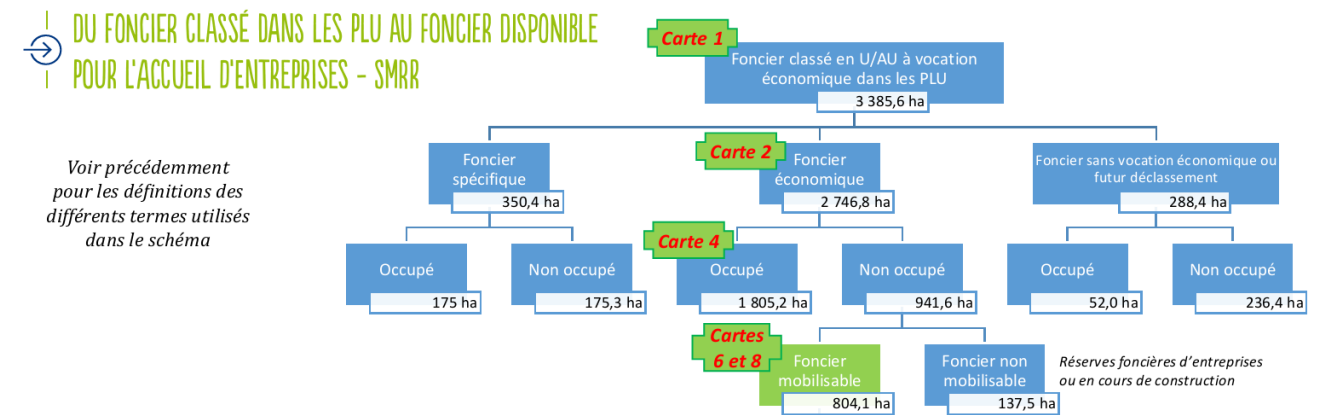 DU FONCIER CLASSÉ DANS LES PLU AU FONCIER DISPONIBLE
POUR L'ACCUEIL D'ENTREPRISES - SMRR
Voir précédemment
pour les définitions des
différents termes utilisés
dans le schéma
Carte 1
Foncier classé en U/AU à vocation
économique dans les PLU
3 385,6 ha
Foncier
spécifique
350,4 ha
Carte 2
Foncier
économique
2 746,8 ha
Foncier sans vocation économique ou
futur déclassement
288,4 ha
Occupé
175 ha
Non occupé
175,3 ha
Carte 4
Occupé
1 805,2 ha
Non occupé
941,6 ha
Occupé
52,0 ha
Non occupé
236,4 ha
Cartes
6 et 8
Foncier
mobilisable
804,1 ha
Foncier non
mobilisable
137,5 ha
Réserves foncières d'entreprises
ou en cours de construction